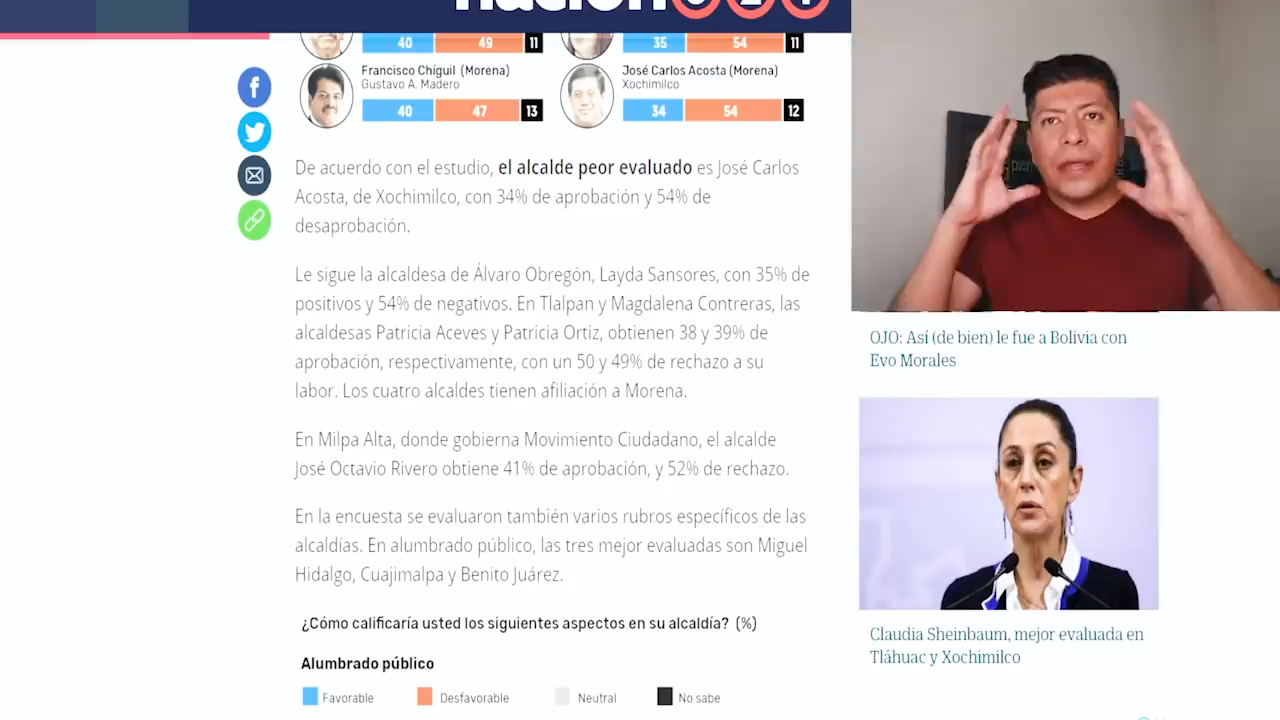 40 49 11
35 54 11
Francisco Chíguil (Morena)
Gustavo A. Madero
40 47 13
José Carlos Acosta (Morena)
Xochimilco
34 54 12
De acuerdo con el estudio, el alcalde peor evaluado es José Carlos
Acosta, de Xochimilco, con 34% de aprobación y 54% de
desaprobación.
Le sigue la alcaldesa de Álvaro Obregón, Layda Sansores, con 35% de
positivos y 54% de negativos. En Tlalpan y Magdalena Contreras, las
alcaldesas Patricia Aceves y Patricia Ortiz, obtienen 38 y 39% de
aprobación, respectivamente, con un 50 y 49% de rechazo a su
labor. Los cuatro alcaldes tienen afiliación a Morena.
En Milpa Alta, donde gobierna Movimiento Ciudadano, el alcalde
José Octavio Rivero obtiene 41% de aprobación, y 52% de rechazo.
En la encuesta se evaluaron también varios rubros específicos de las
alcaldías. En alumbrado público, las tres mejor evaluadas son Miguel
Hidalgo, Cuajimalpa y Benito Juárez.
¿Cómo calificaría usted los siguientes aspectos en su alcaldía? (%)
Alumbrado público
Favorable Desfavorable Neutral No sabe
OJO: Así (de bien) le fue a Bolivia con
Evo Morales
Claudia Sheinbaum, mejor evaluada en
Tláhuac y Xochimilco